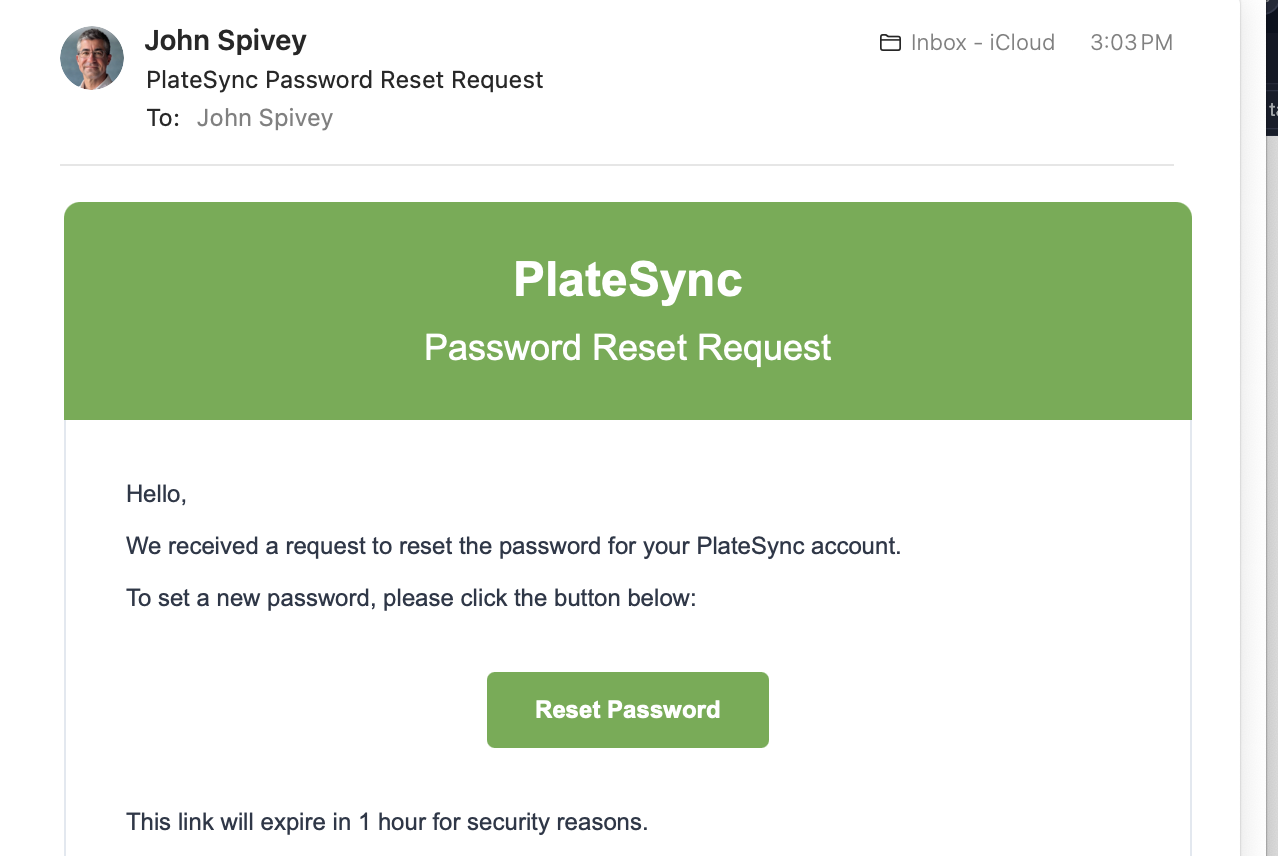 John Spivey
Inbox - iCloud
3:03 PM
PlateSync Password Reset Request
To: John Spivey
PlateSync
Password Reset Request
Hello,
We received a request to reset the password for your PlateSync account.
To set a new password, please click the button below:
Reset Password
This link will expire in 1 hour for security reasons.